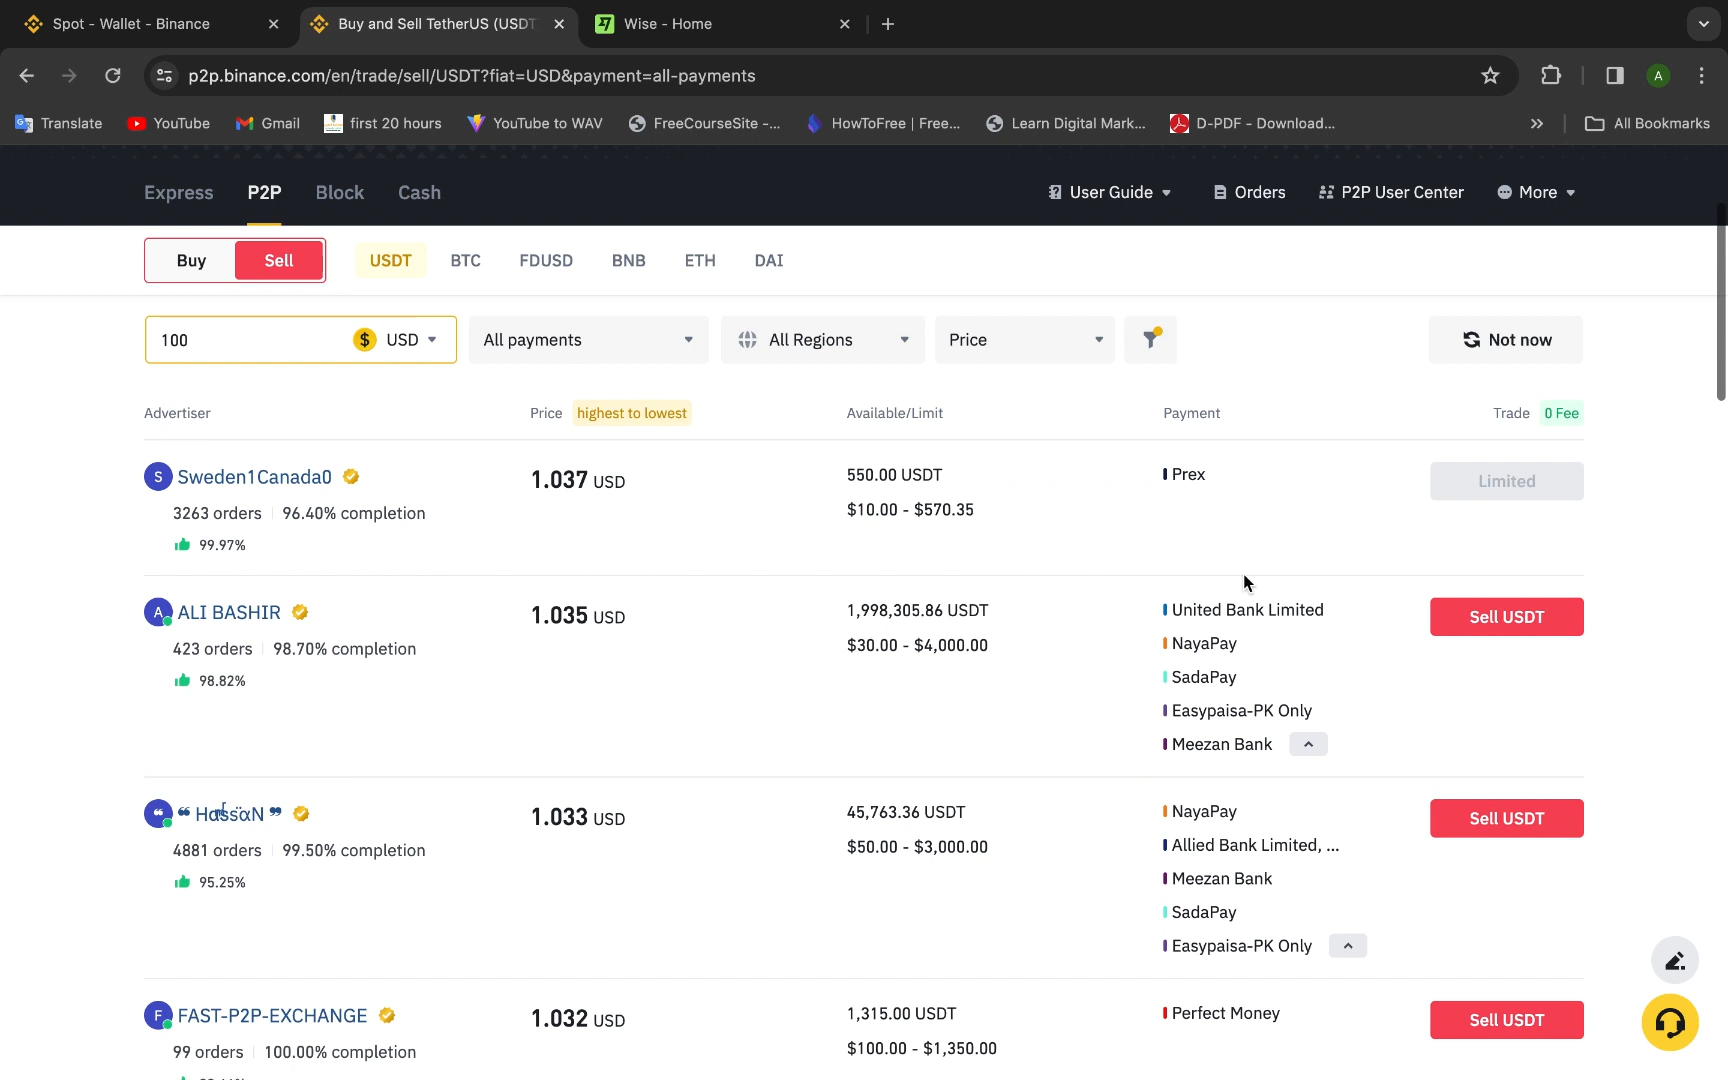 Spot - Wallet - Binance
Buy and Sell TetherUS (USDT
Wise - Home
p2p.binance.com/en/trade/sell/USDT?fiat=USD&payment=all-payments
A
Translate
YouTube
Gmail
first 20 hours
YouTube to WAV
FreeCourseSite -...
HowToFree | Free...
Learn Digital Mark...
D-PDF - Download...
All Bookmarks
Express P2P Block Cash
User Guide Orders P2P User Center More
Buy Sell USDT BTC FDUSD BNB ETH DAI
100 $ USD All payments All Regions Price Not now
Advertiser Price highest to lowest Available/Limit Payment Trade 0 Fee
S Sweden1Canada0 1.037 USD 550.00 USDT Prex Limited
3263 orders 96.40% completion $10.00 - $570.35
99.97%
A ALI BASHIR 1.035 USD 1,998,305.86 USDT United Bank Limited Sell USDT
423 orders 98.70% completion $30.00 - $4,000.00 NayaPay
98.82% SadaPay
Easypaisa-PK Only
Meezan Bank
1.033 USD 45,763.36 USDT NayaPay Sell USDT
4881 orders 99.50% completion $50.00 - $3,000.00 Allied Bank Limited, ...
95.25% Meezan Bank
SadaPay
Easypaisa-PK Only
F FAST-P2P-EXCHANGE 1.032 USD 1,315.00 USDT Perfect Money Sell USDT
99 orders 100.00% completion $100.00 - $1,350.00